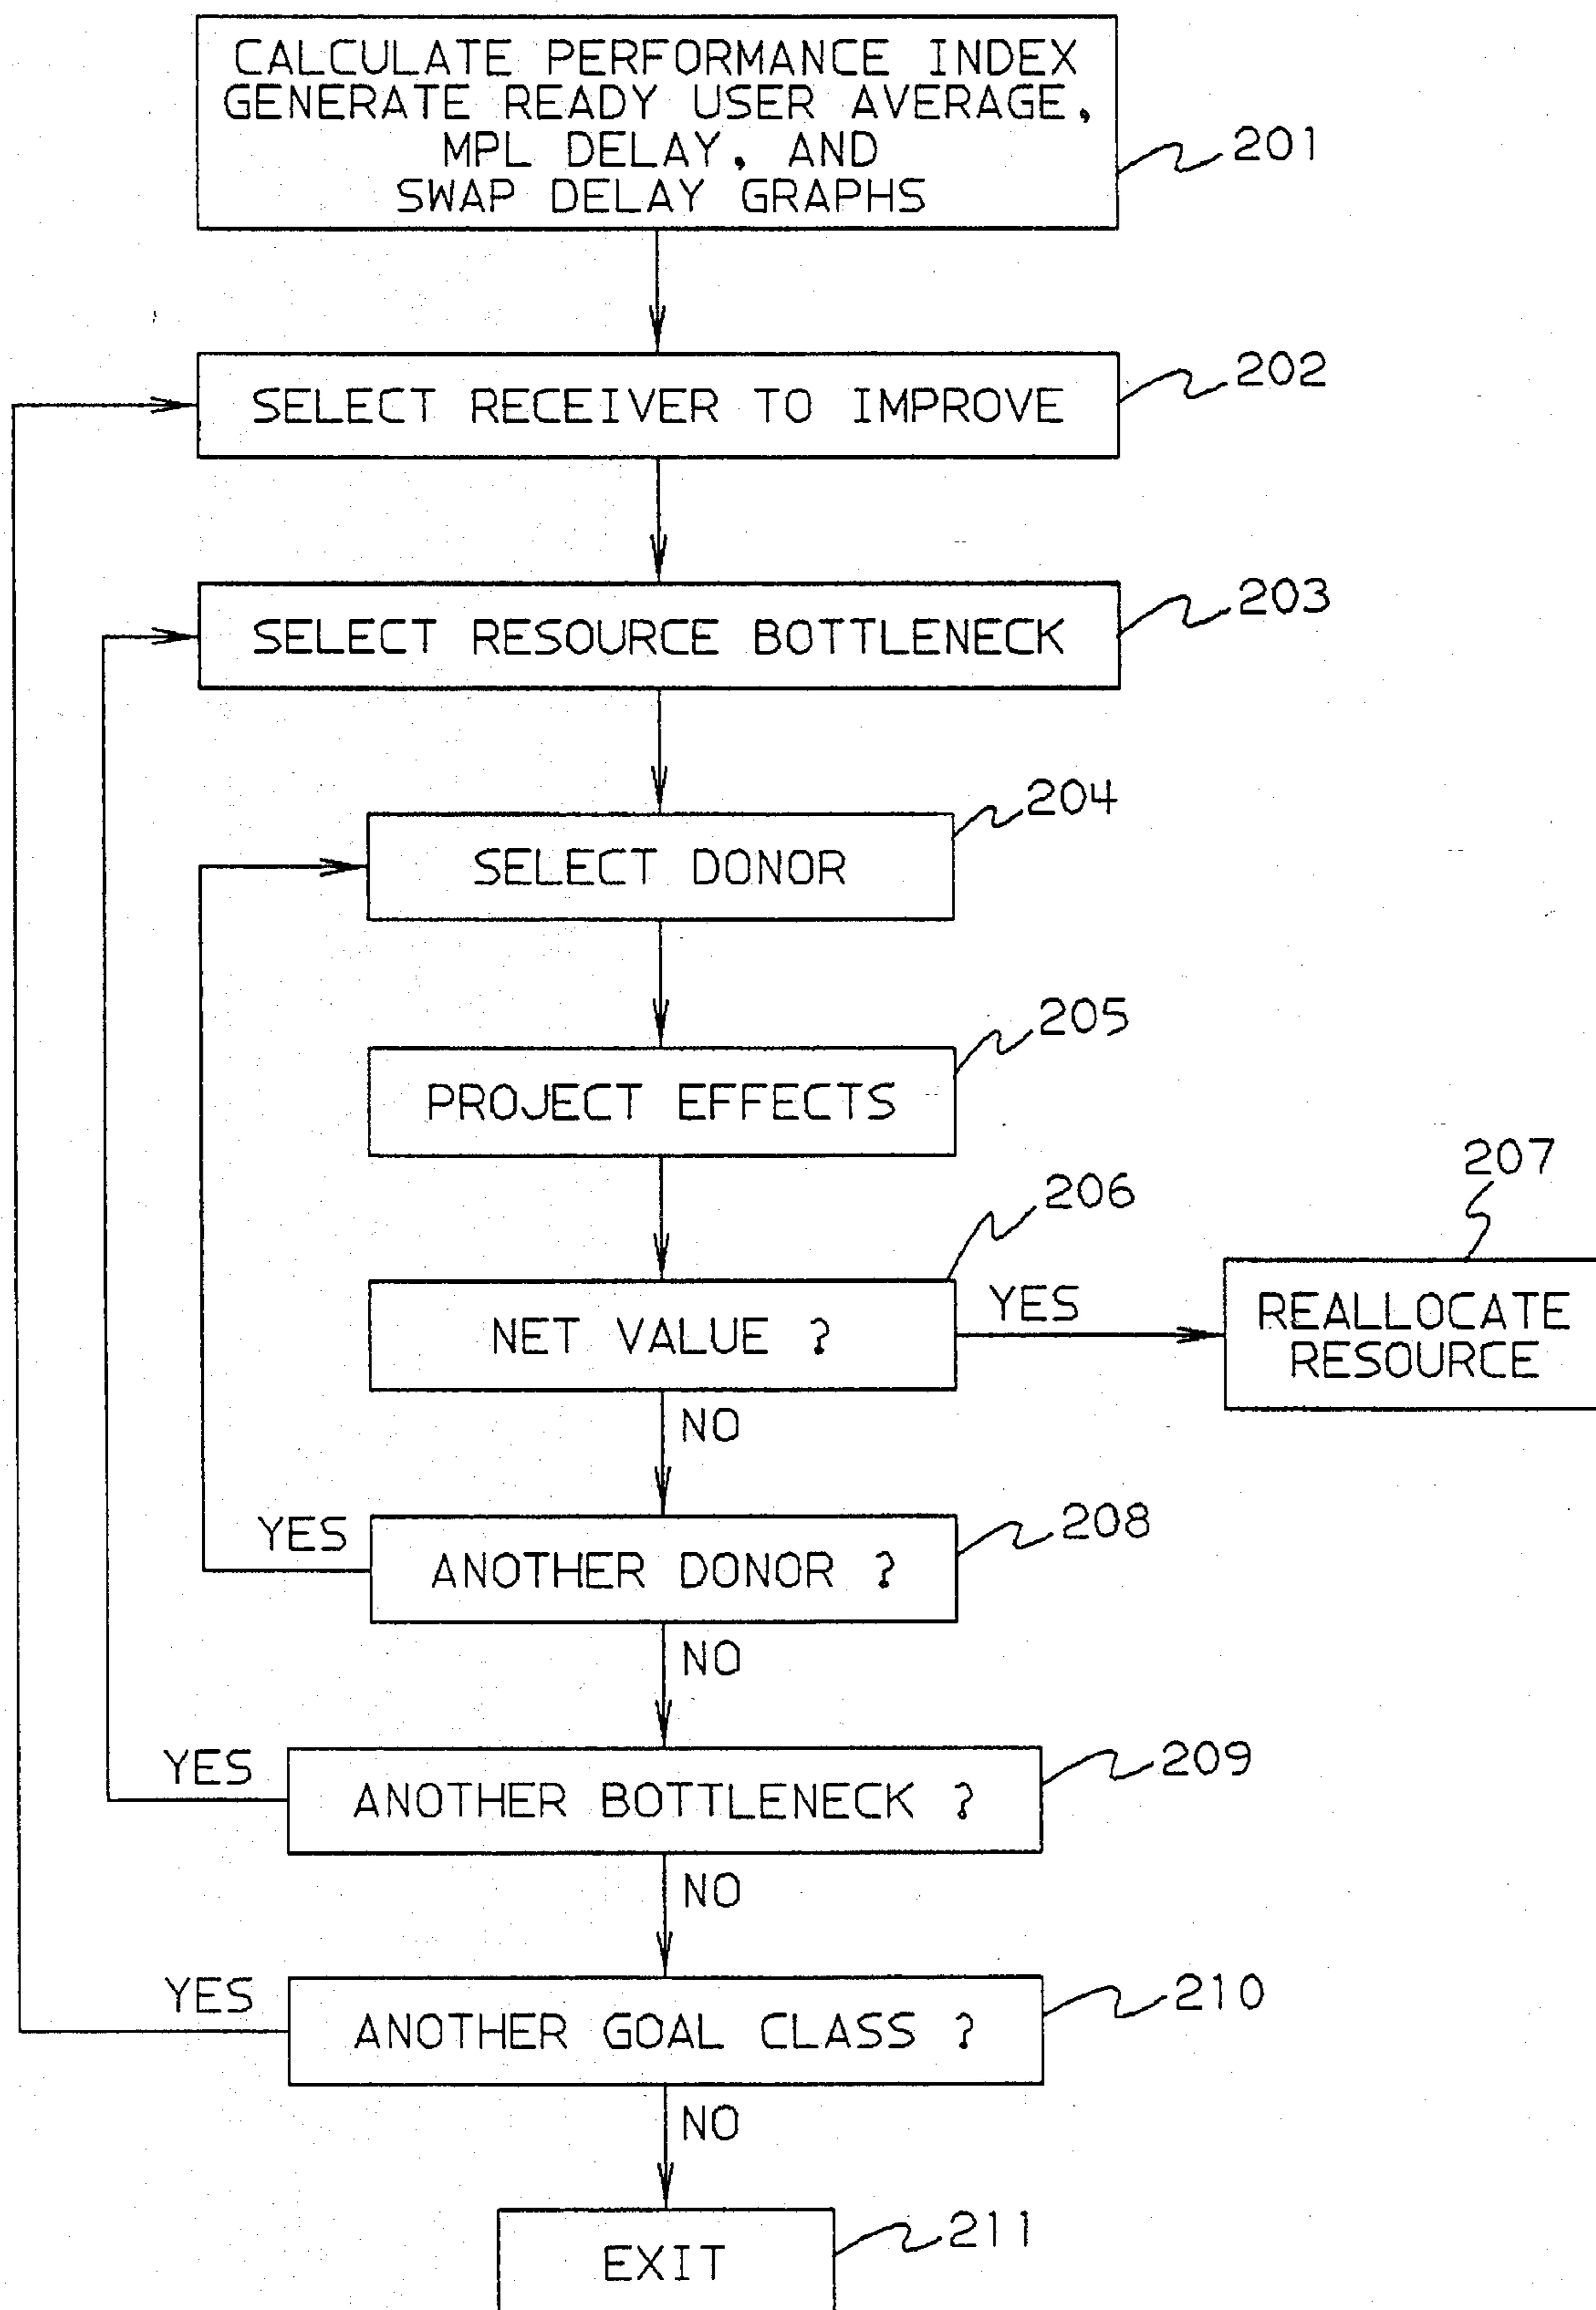 CALCULATE PERFORMANCE INDEX
GENERATE READY USER AVERAGE,
MPL DELAY, AND
SWAP DELAY GRAPHS
201
SELECT RECEIVER TO IMPROVE
202
SELECT RESOURCE BOTTLENECK
203
SELECT DONOR
204
PROJECT EFFECTS
205
NET VALUE ?
206
YES
REALLOCATE
RESOURCE
207
NO
YES
ANOTHER DONOR ?
208
NO
YES
ANOTHER BOTTLENECK ?
209
NO
YES
ANOTHER GOAL CLASS ?
210
NO
EXIT
211